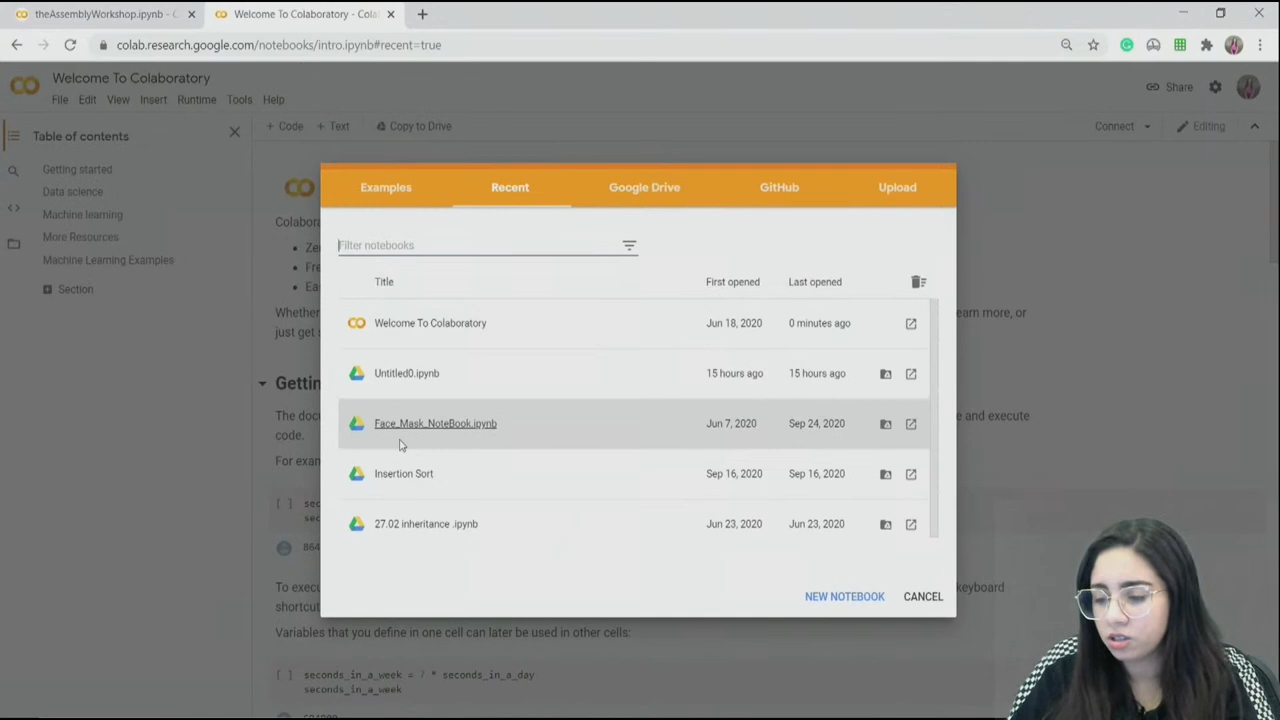 theAssemblyWorkshop.ipynb - C
Welcome To Colaboratory - Cola
colab.research.google.com/notebooks/intro.ipynb#recent=true
Welcome To Colaboratory
File Edit View Insert Runtime Tools Help
Share
Table of contents
+ Code + Text Copy to Drive
Connect
Editing
Getting started
Data science
Machine learning
More Resources
Machine Learning Examples
Section
Examples Recent Google Drive GitHub Upload
Filter notebooks
Title First opened Last opened
Welcome To Colaboratory Jun 18, 2020 0 minutes ago
Untitled0.ipynb 15 hours ago 15 hours ago
Face_Mask_NoteBook.ipynb Jun 7, 2020 Sep 24, 2020
Insertion Sort Sep 16, 2020 Sep 16, 2020
27.02 inheritance .ipynb Jun 23, 2020 Jun 23, 2020
NEW NOTEBOOK CANCEL
Colabora
Whether
earn more, or
just get s
Getting
The doc
e and execute
code.
For exam
[ ] sec
864
To execu
keyboard
shortcut
Variables that you define in one cell can later be used in other cells:
[ ] seconds_in_a_week = 7 * seconds_in_a_day
seconds_in_a_week